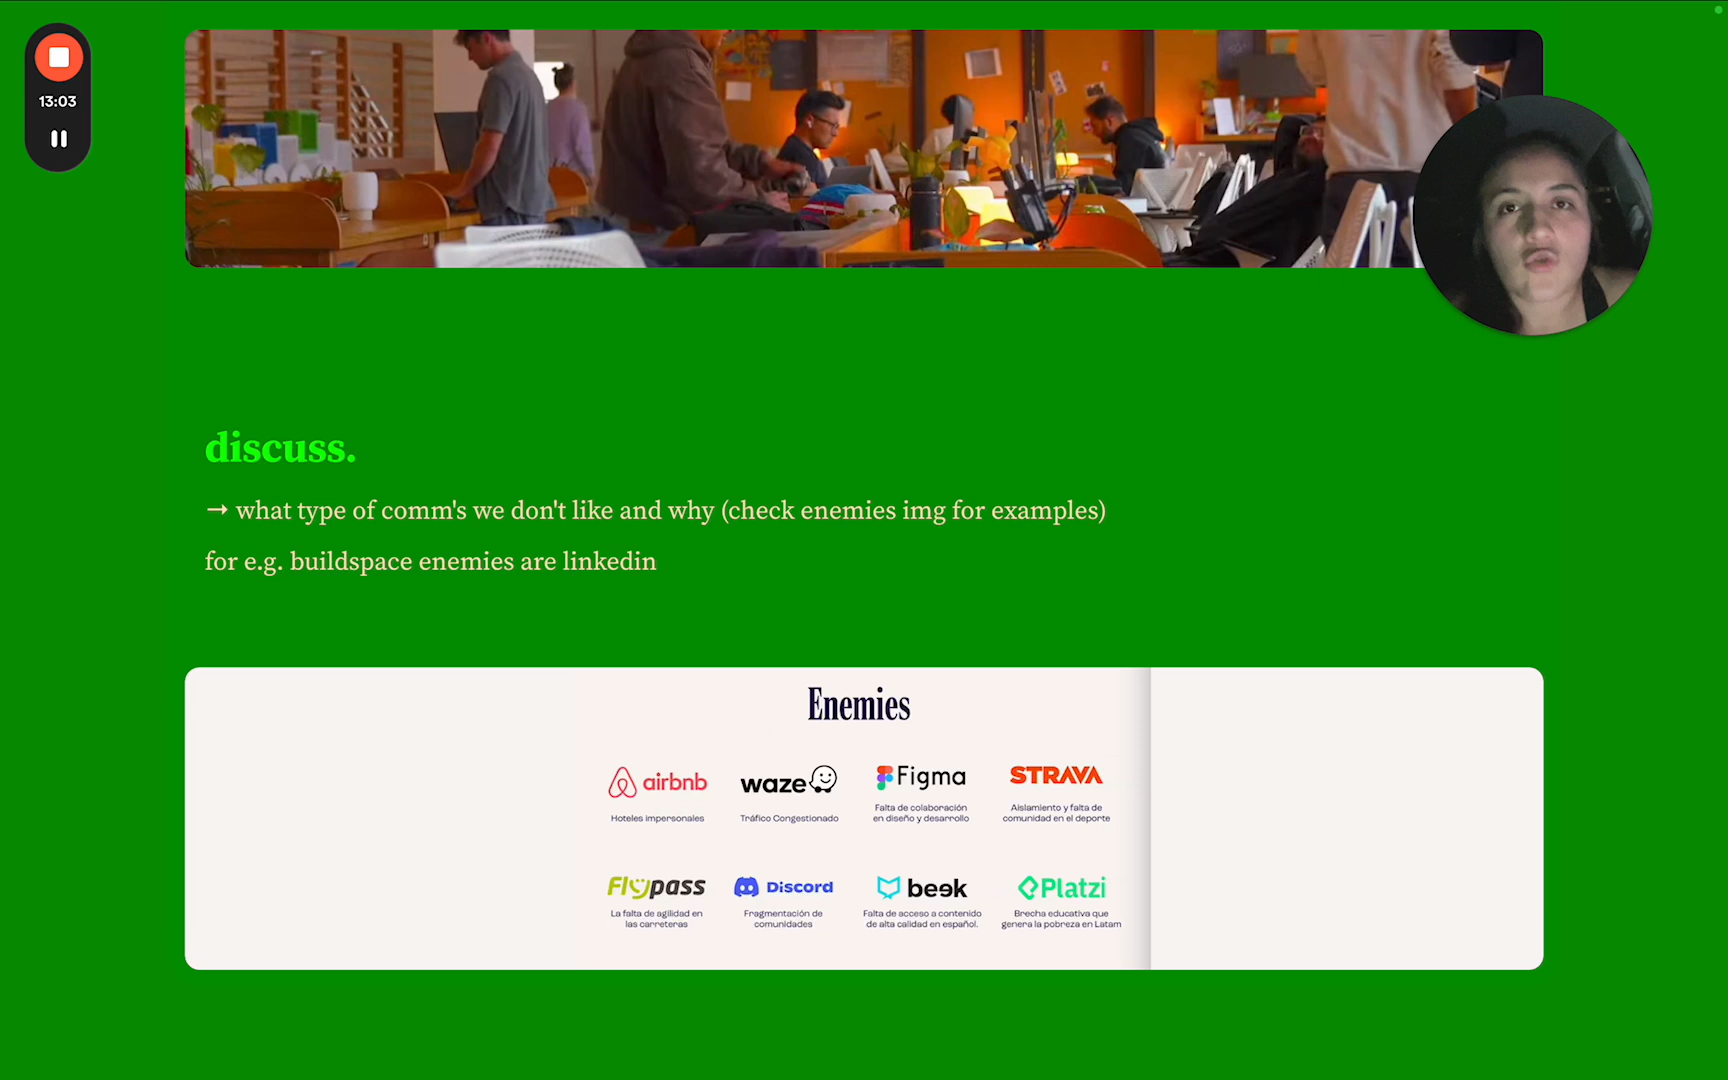 13:03
discuss.
→ what type of comm's we don't like and why (check enemies img for examples)
for e.g. buildspace enemies are linkedin
Enemies
airbnb
Hoteles impersonales
waze
Tráfico Congestionado
Figma
Falta de colaboración
en diseño y desarrollo
STRAVA
Aislamiento y falta de
comunidad en el deporte
Flypass
La falta de agilidad en
las carreteras
Discord
Fragmentación de
comunidades
beek
Falta de acceso a contenido
de alta calidad en español.
Platzi
Brecha educativa que
genera la pobreza en Latam